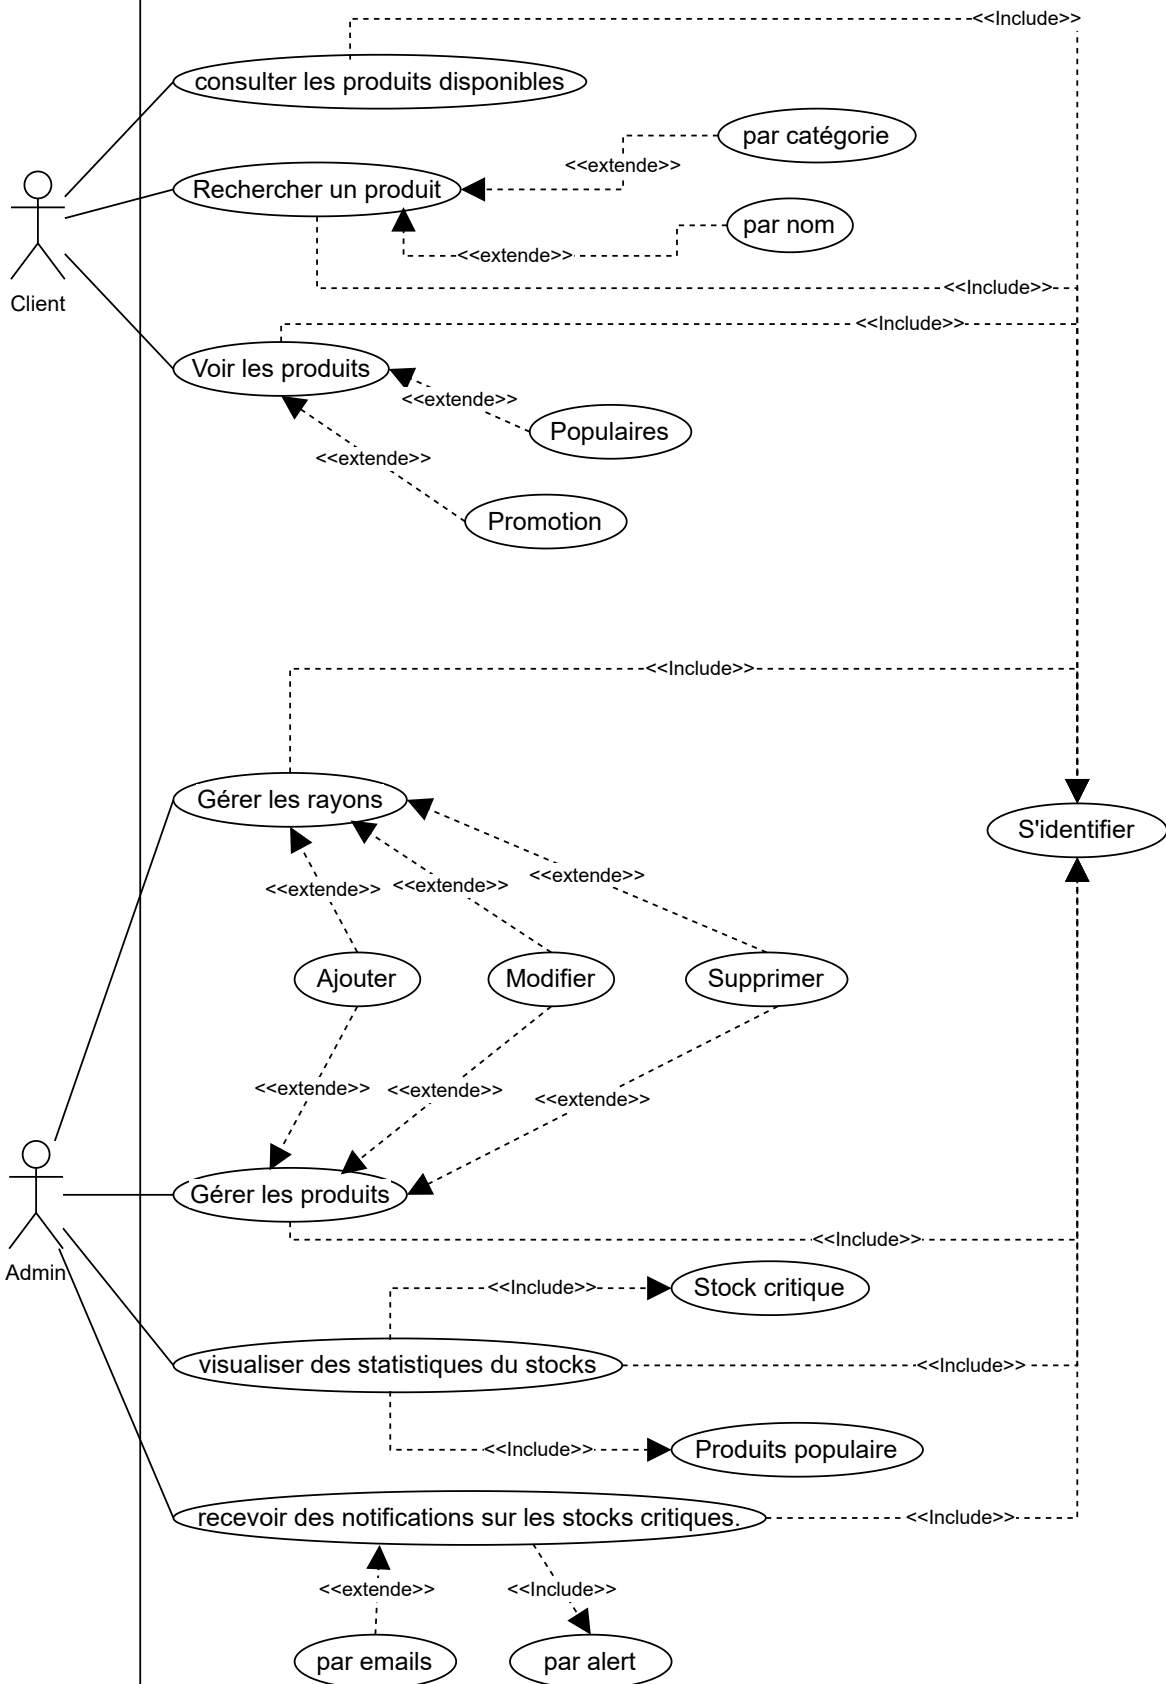 <<Include>>
consulter les produits disponibles
par catégorie
<<extende>>
Rechercher un produit
par nom
<<extende>>
<<Include>>
Client
<<Include>>
Voir les produits
<<extende>>
Populaires
<<extende>>
Promotion
<<Include>>
Gérer les rayons
S'identifier
<<extende>>
<<extende>>
<<extende>>
Ajouter
Modifier
Supprimer
<<extende>>
<<extende>>
<<extende>>
Gérer les produits
<<Include>>
Admin
<<Include>>
Stock critique
visualiser des statistiques du stocks
<<Include>>
<<Include>>
Produits populaire
recevoir des notifications sur les stocks critiques.
<<Include>>
<<extende>>
<<Include>>
par emails
par alert